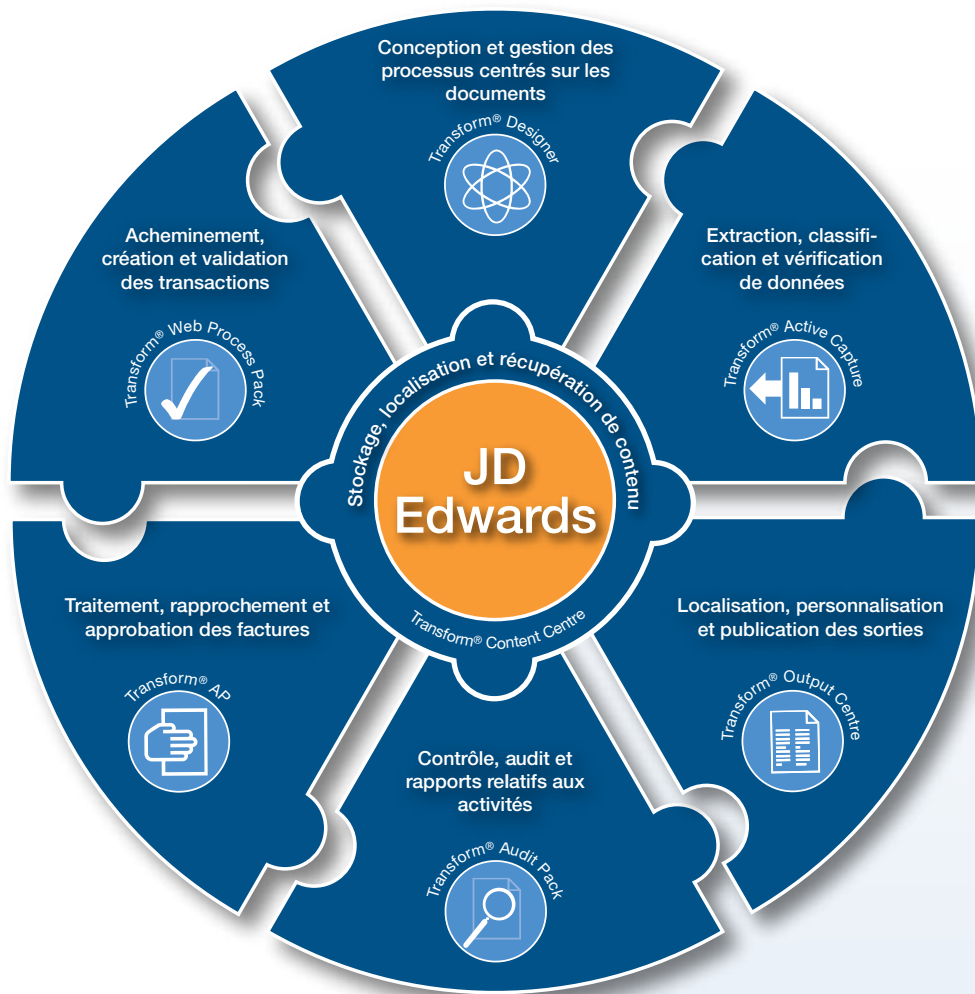 Conception et gestion des
processus centrés sur les
documents
Transform® Designer
Extraction, classifi-
cation et vérification
de données
Transform® Active Capture
Localisation, personnalisation
et publication des sorties
Transform® Output Centre
Contrôle, audit et
rapports relatifs aux
activités
Transform® Audit Pack
Traitement, rapprochement et
approbation des factures
Transform® AP
Acheminement,
création et validation
des transactions
Transform® Web Process Pack
Stockage, localisation et récupération de contenu
JD
Edwards
Transform® Content Centre